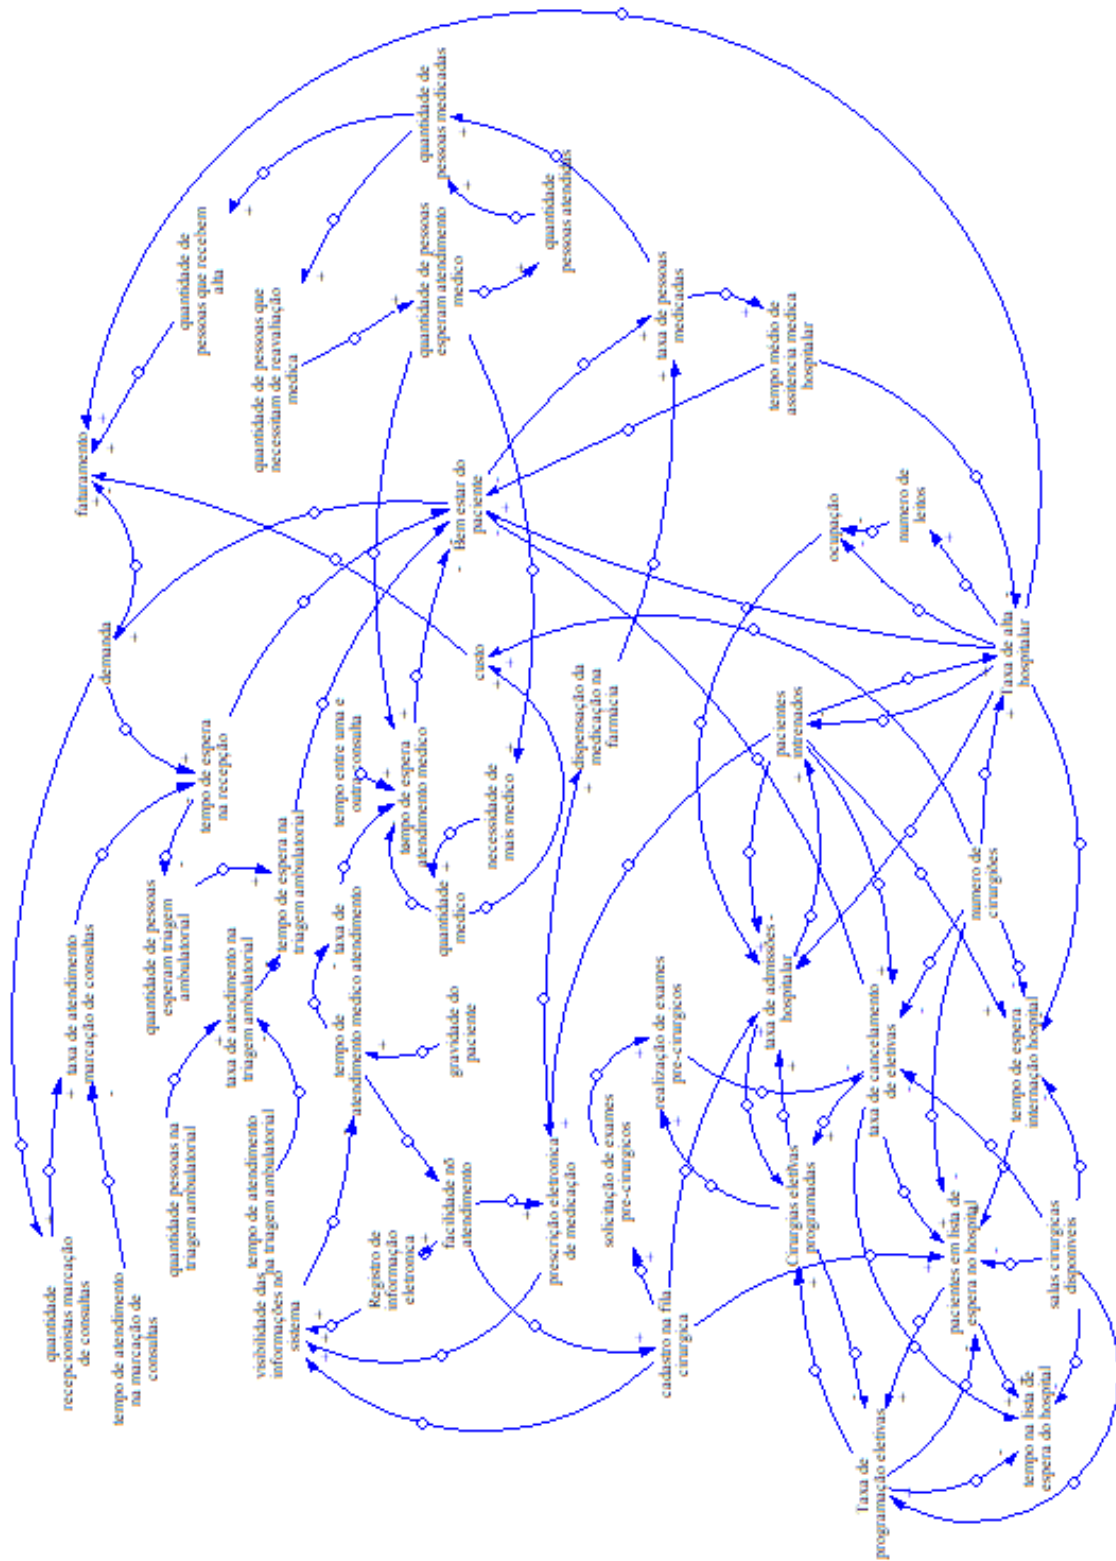 quantidade
recepcionistas marcação
de consultas
tempo de atendimento
na marcação de
consultas
taxa de atendimento
marcação de consultas
demanda
faturamento
quantidade de
pessoas que recebem
alta
quantidade de pessoas que
necessitam de reavaliação
medica
quantidade de
pessoas medicadas
quantidade de pessoas
esperam atendimento
medico
quantidade
pessoas atendidas
tempo de espera
na recepção
quantidade de pessoas
esperam triagem
ambulatorial
quantidade pessoas na
triagem ambulatorial
taxa de atendimento na
triagem ambulatorial
tempo de espera na
triagem ambulatorial
tempo de atendimento
na triagem ambulatorial
visibilidade das
informações nó
sistema
tempo de
atendimento medico
taxa de
atendimento
tempo entre uma e
outra consulta
tempo de espera
atendimento medico
Bem estar do
paciente
Registro de
informação
eletronica
facilidade nó
atendimento
gravidade do
paciente
quantidade
medico
necessidade de
mais medico
custo
prescrição eletronica
de medicação
dispensação da
medicação na
farmácia
taxa de pessoas
medicadas
tempo médio de
assitencia medica
hospitalar
cadastro na fila
cirurgica
solicitação de exames
pre-cirurgicos
realização de exames
pre-cirurgicos
Cirurgias eletivas
programadas
taxa de admissões
hospitalar
pacientes
intrenados
ocupação
numero de
leitos
Taxa de
programação eletivas
taxa de cancelamento
de eletivas
pacientes em lista de
espera no hospital
tempo de espera
internação hospital
numero de
cirurgiões
Taxa de alta
hospitalar
tempo na lista de
espera do hospital
salas cirurgicas
disponíveis